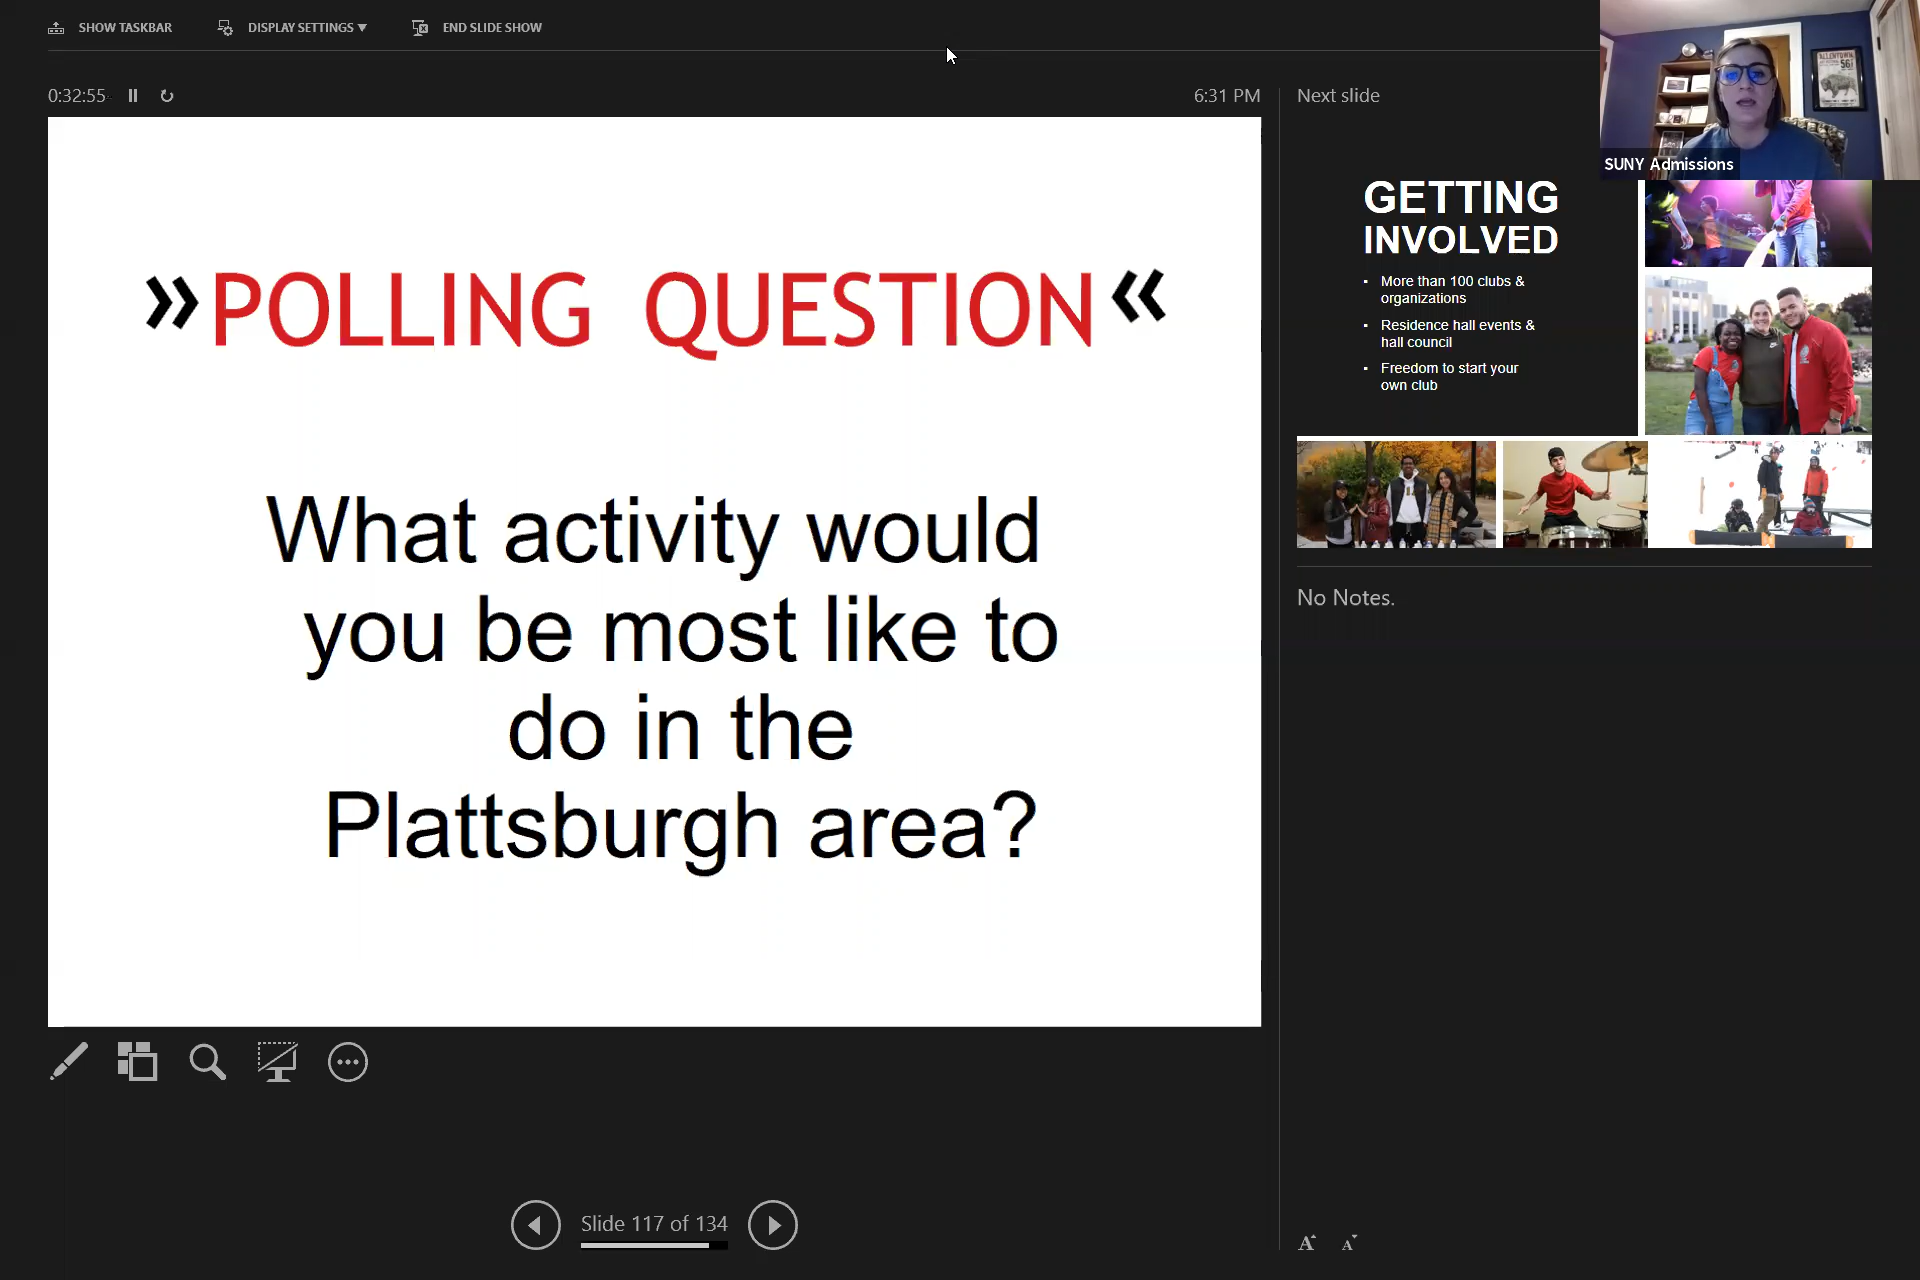 SHOW TASKBAR
DISPLAY SETTINGS ▼
END SLIDE SHOW
0:32:55
6:31 PM
Next slide
ALLENTOWN
SUNY Admissions
»POLLING QUESTION«
What activity would
you be most like to
do in the
Plattsburgh area?
GETTING
INVOLVED
▪ More than 100 clubs &
organizations
▪ Residence hall events &
hall council
▪ Freedom to start your
own club
No Notes.
Slide 117 of 134
A A